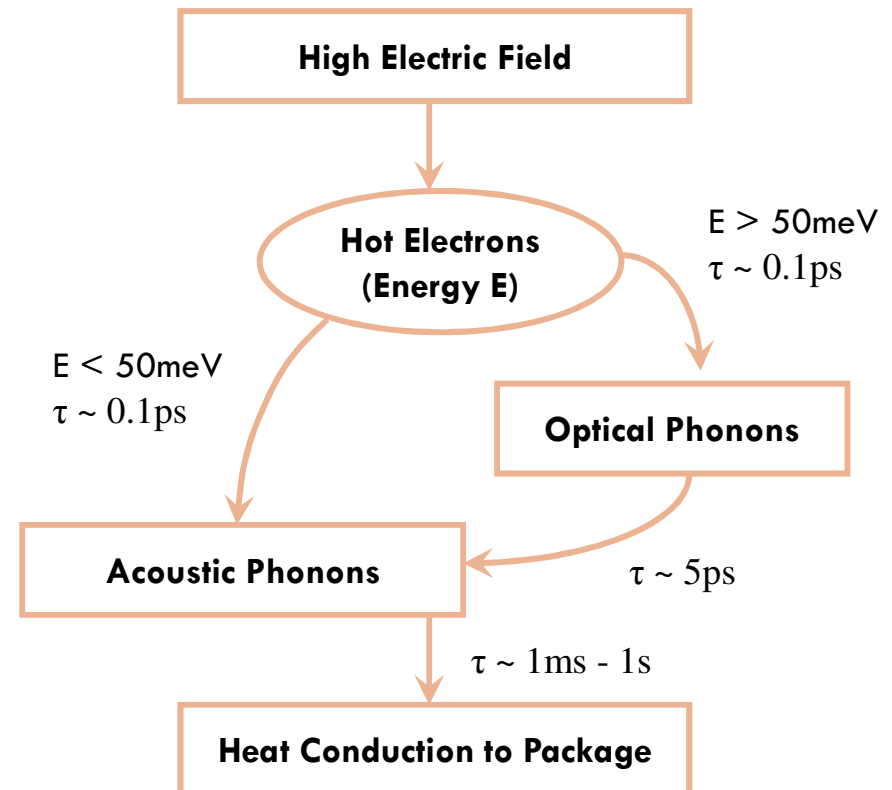 High Electric Field
Hot Electrons
(Energy E)
E > 50meV
τ ~ 0.1ps
E < 50meV
τ ~ 0.1ps
Optical Phonons
Acoustic Phonons
τ ~ 5ps
τ ~ 1ms - 1s
Heat Conduction to Package